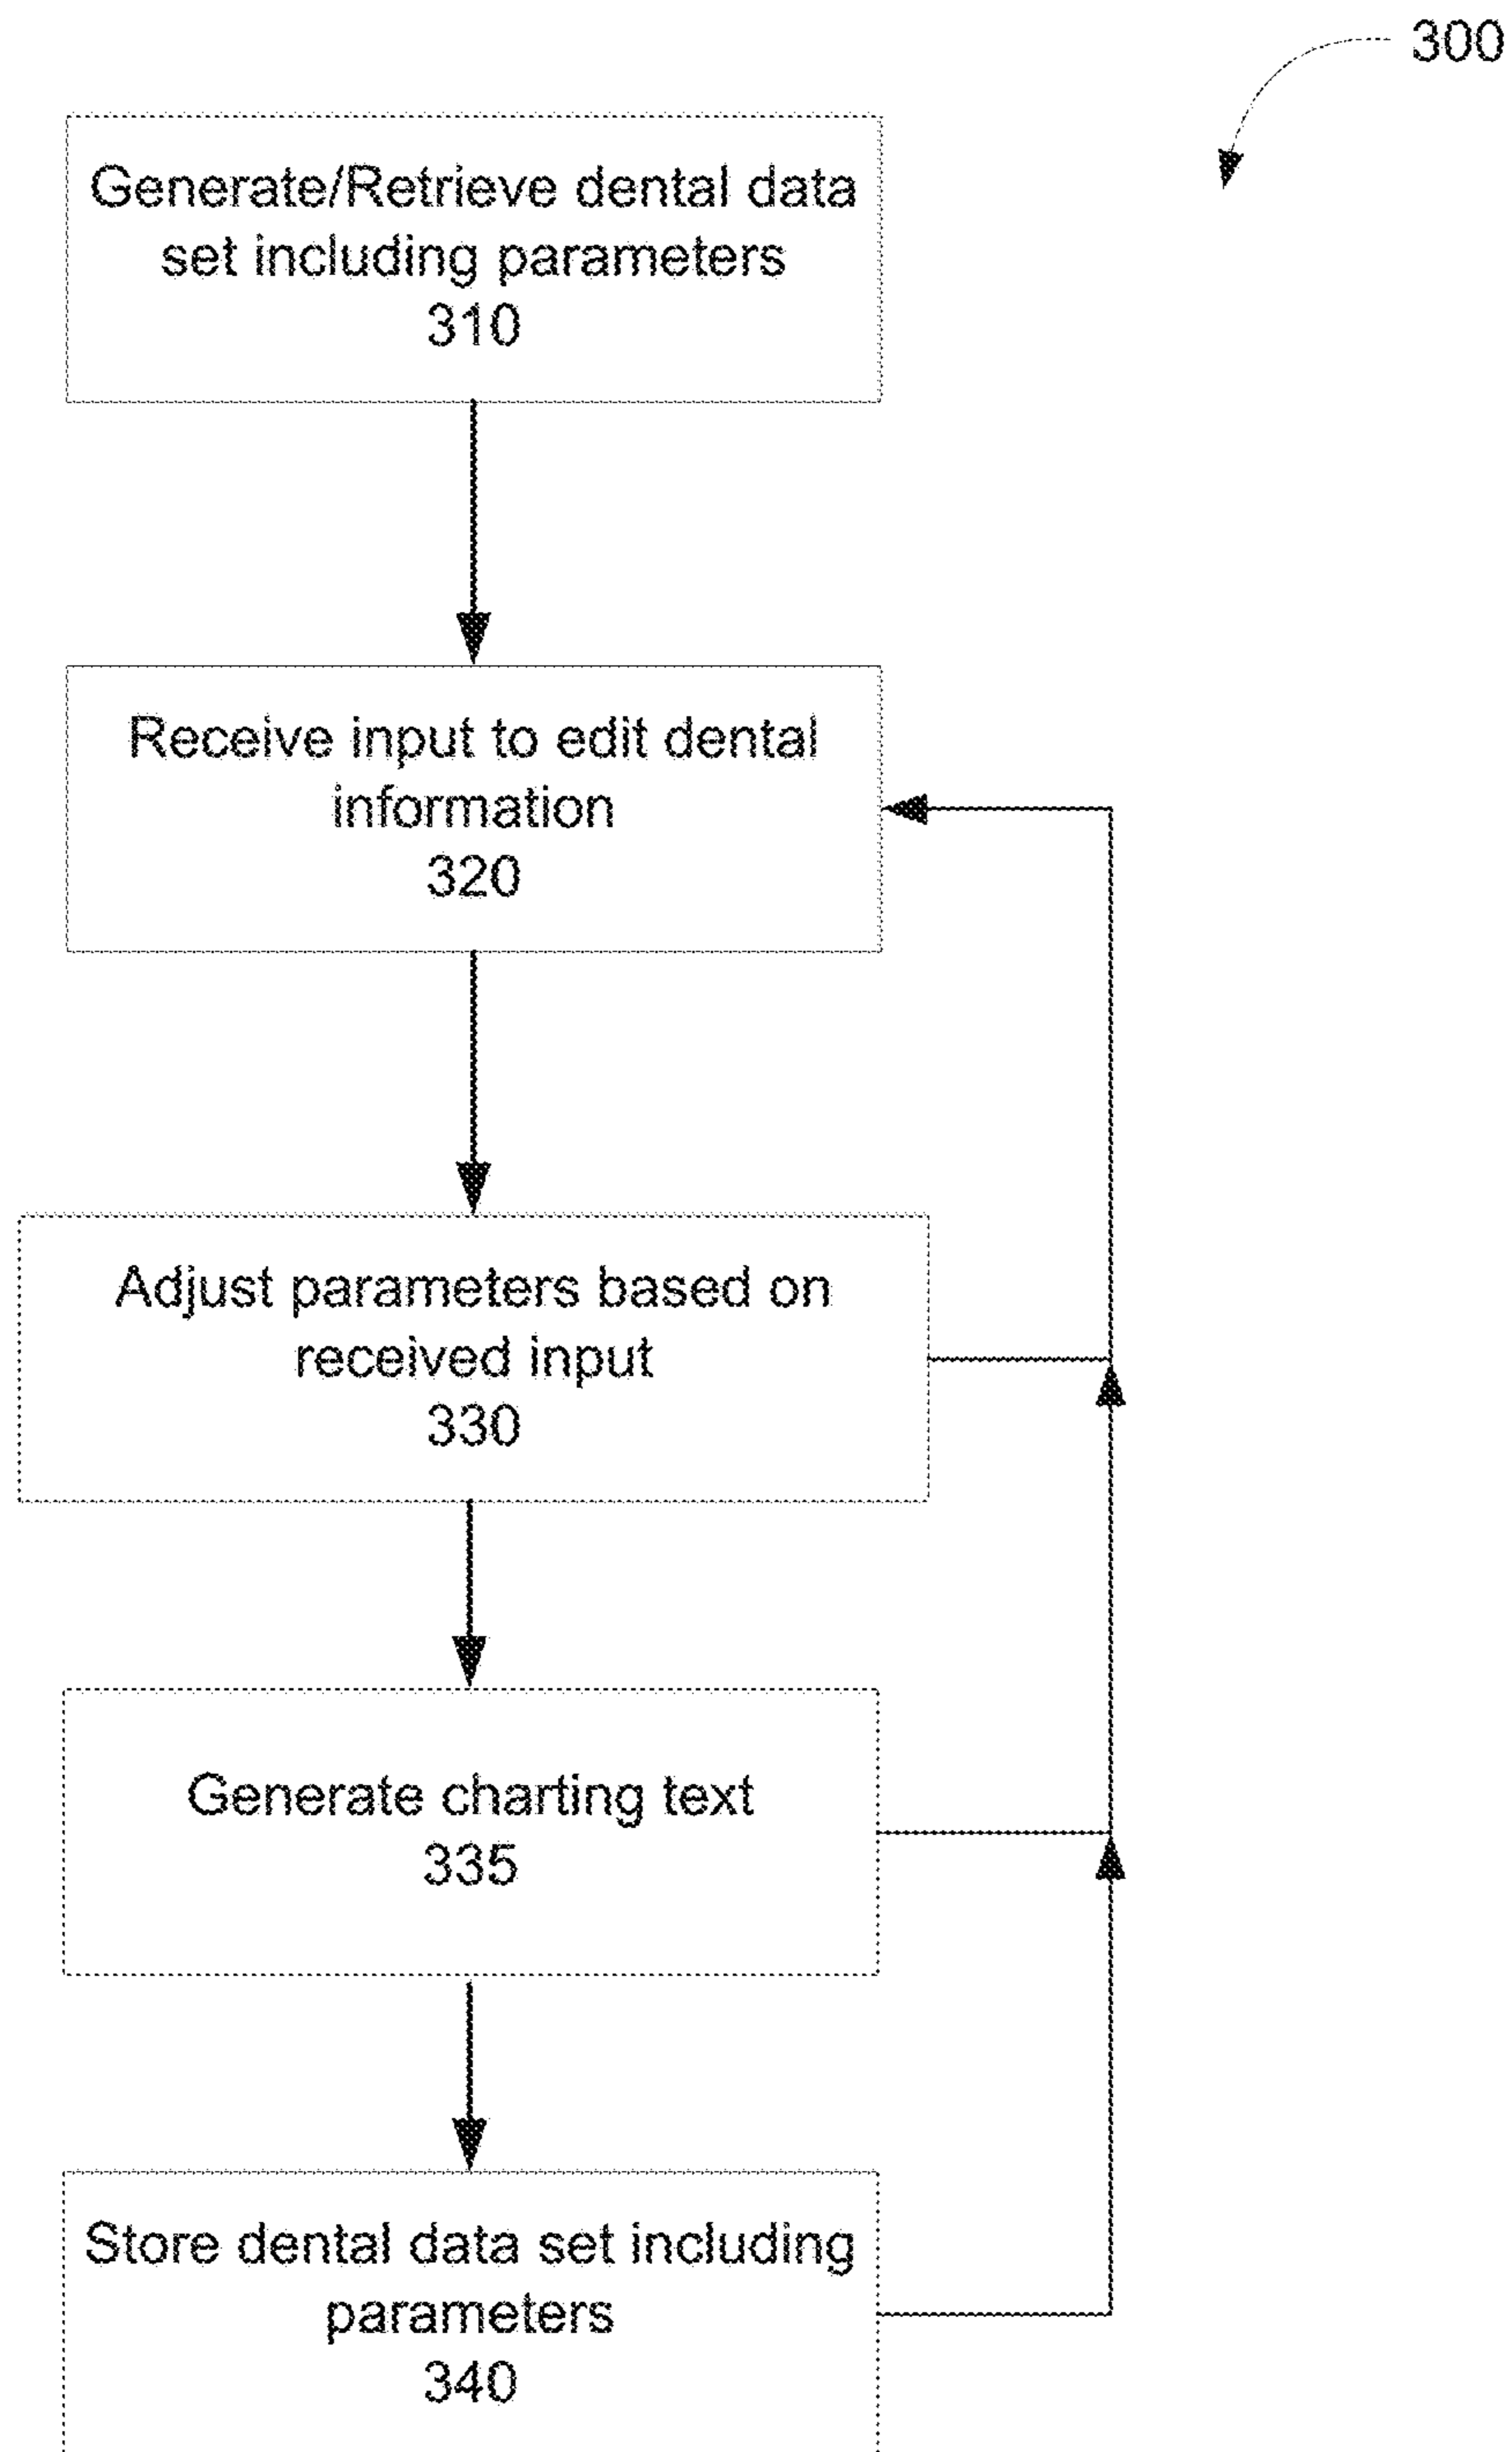 300
Generate/Retrieve dental data
set including parameters
310
Receive input to edit dental
information
320
Adjust parameters based on
received input
330
Generate charting text
335
Store dental data set including
parameters
340